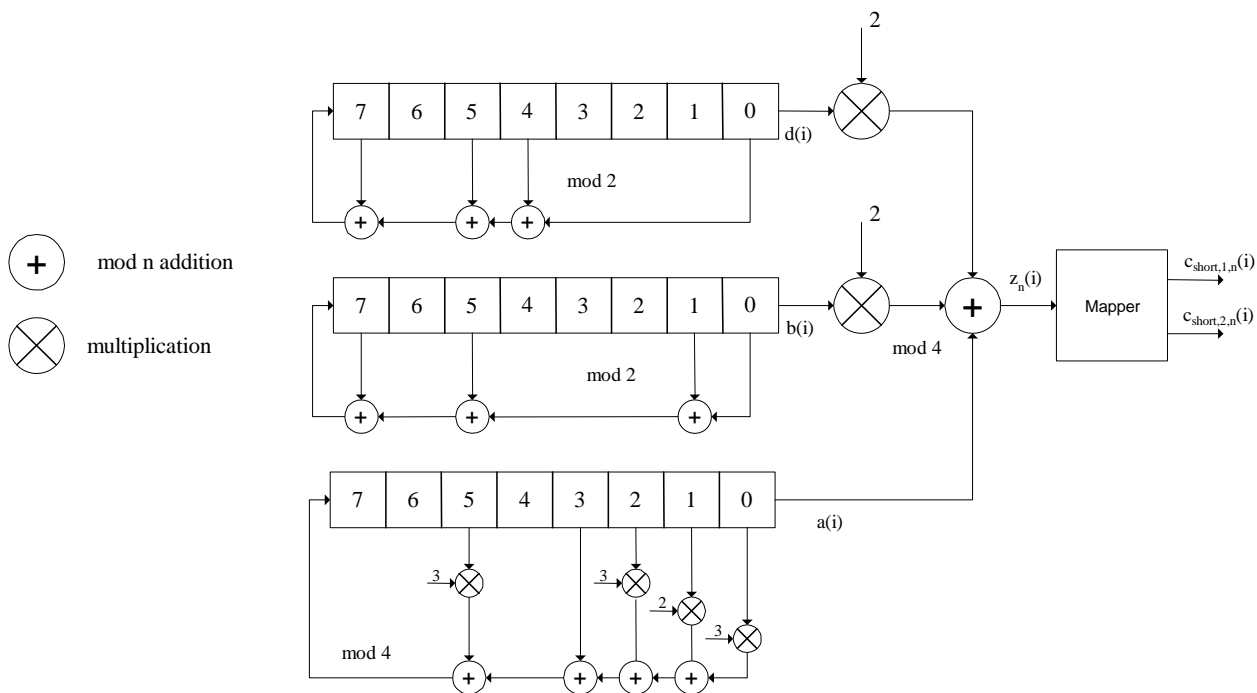 2
7 6 5 4 3 2 1 0
d(i)
mod 2
+ + +
2
+ mod n addition
7 6 5 4 3 2 1 0
b(i)
+
z_n(i)
Mapper
c_short,1,n(i)
c_short,2,n(i)
multiplication
mod 2
mod 4
+ + +
7 6 5 4 3 2 1 0
a(i)
3 3
2
3
mod 4
+ + + +